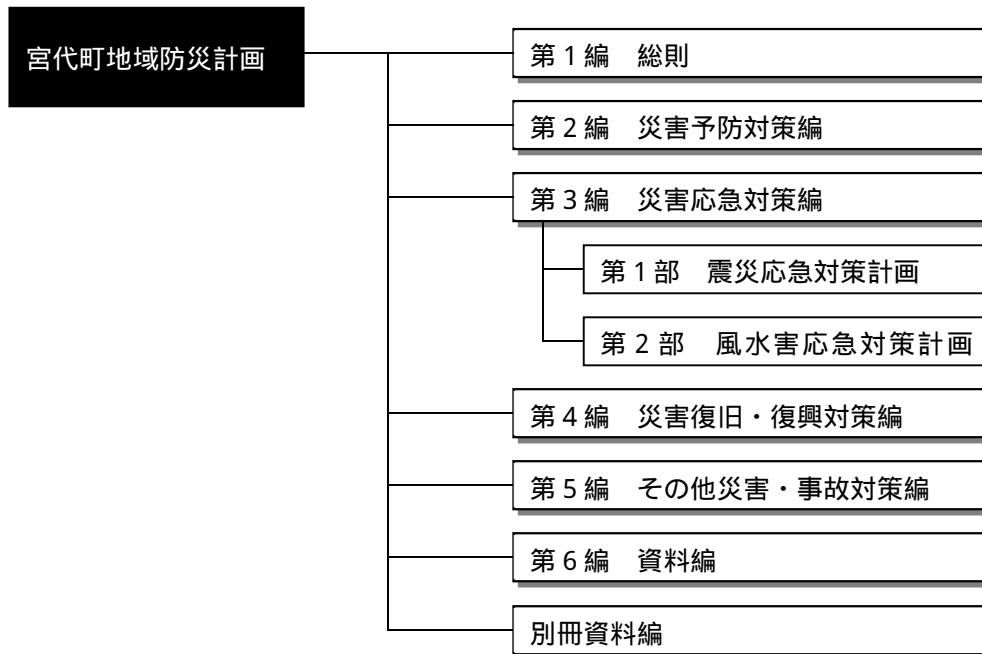 宮代町地域防災計画
第1編　総則
第2編　災害予防対策編
第3編　災害応急対策編
第1部　震災応急対策計画
第2部　風水害応急対策計画
第4編　災害復旧・復興対策編
第5編　その他災害・事故対策編
第6編　資料編
別冊資料編